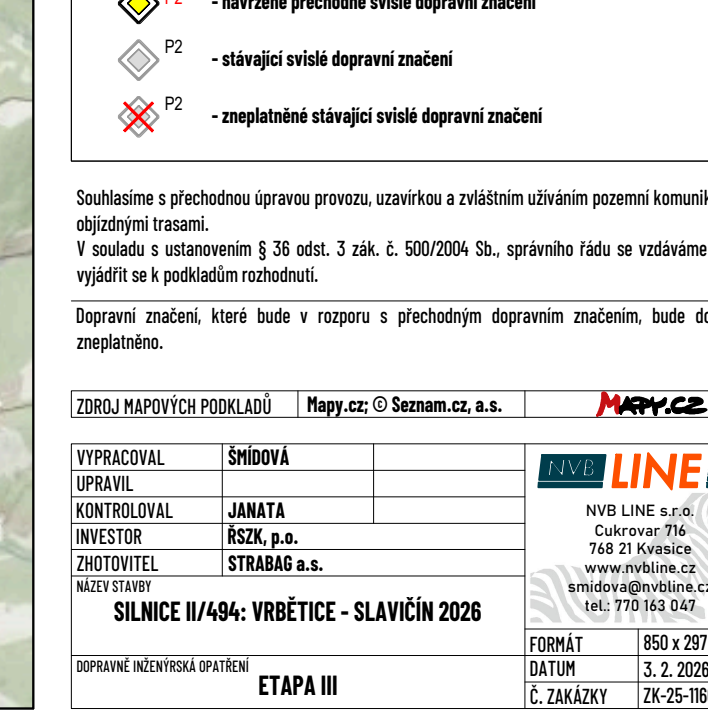 P2 - navržené přechodné svislé dopravní značení
P2 - stávající svislé dopravní značení
P2 - zneplatněné stávající svislé dopravní značení
Souhlasíme s přechodnou úpravou provozu, uzavírkou a zvláštním užíváním pozemní komunik
objízdnými trasami.
V souladu s ustanovením § 36 odst. 3 zák. č. 500/2004 Sb., správního řádu se vzdáváme
vyjádřit se k podkladům rozhodnutí.
Dopravní značení, které bude v rozporu s přechodným dopravním značením, bude do
zneplatněno.
ZDROJ MAPOVÝCH PODKLADŮ Mapy.cz; © Seznam.cz, a.s. MAPY.CZ
VYPRACOVAL ŠMÍDOVÁ
UPRAVIL
KONTROLOVAL JANATA
INVESTOR ŘSZK, p.o.
ZHOTOVITEL STRABAG a.s.
NÁZEV STAVBY
SILNICE II/494: VRBĚTICE - SLAVIČÍN 2026
DOPRAVNĚ INŽENÝRSKÁ OPATŘENÍ
ETAPA III
NVB LINE
NVB LINE s.r.o.
Cukrovar 716
768 21 Kvasice
www.nvbline.cz
smidova@nvbline.cz
tel.: 770 163 047
FORMÁT 850 x 297
DATUM 3. 2. 2026
Č. ZAKÁZKY ZK-25-116